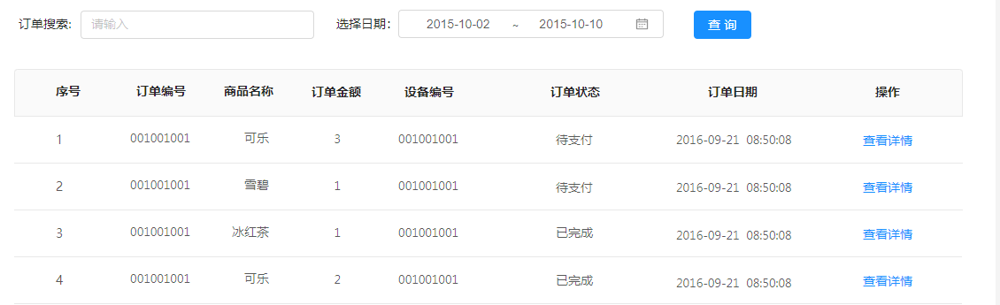 订单搜索: 请输入 选择日期: 2015-10-02 ~ 2015-10-10 查 询
序号 订单编号 商品名称 订单金额 设备编号 订单状态 订单日期 操作
1 001001001 可乐 3 001001001 待支付 2016-09-21 08:50:08 查看详情
2 001001001 雪碧 1 001001001 待支付 2016-09-21 08:50:08 查看详情
3 001001001 冰红茶 1 001001001 已完成 2016-09-21 08:50:08 查看详情
4 001001001 可乐 2 001001001 已完成 2016-09-21 08:50:08 查看详情